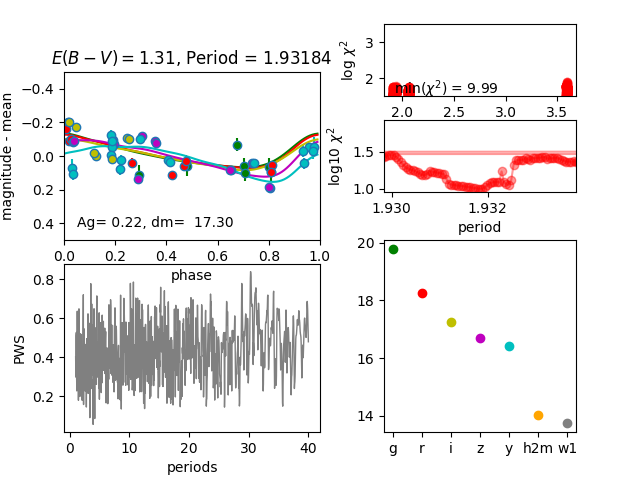 E(B − V) = 1.31, Period = 1.93184
magnitude - mean
−0.4
−0.2
0.0
0.2
0.4
Ag= 0.22, dm=  17.30
0.0 0.2 0.4 0.6 0.8 1.0
phase
log χ²
3
2
min(χ²) = 9.99
2.0 2.5 3.0 3.5
log10 χ²
1.5
1.0
1.930 1.932
period
PWS
0.8
0.6
0.4
0.2
0 10 20 30 40
periods
20
18
16
14
g r i z y h2m w1